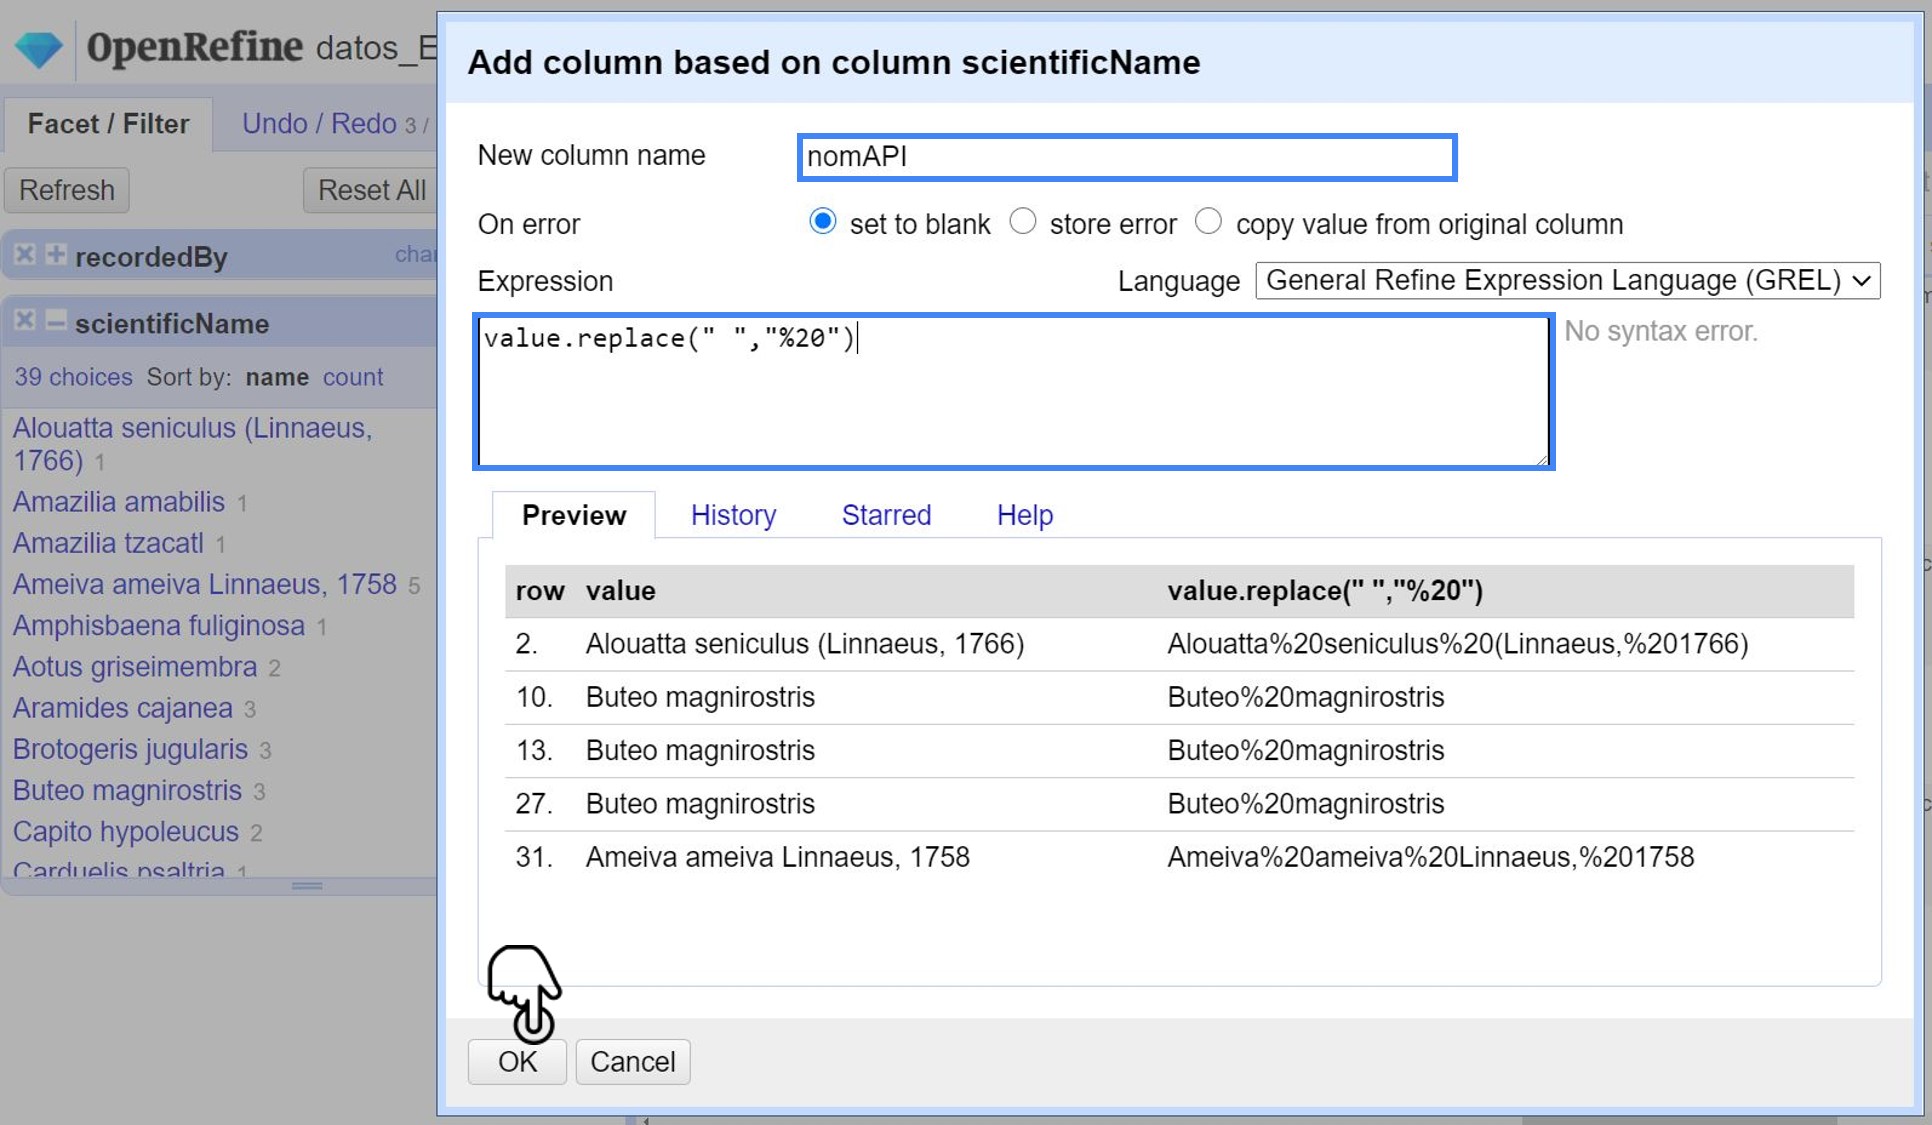 OpenRefine datos_E
Facet / Filter Undo / Redo 3 /
Refresh Reset All
recordedBy
scientificName
39 choices Sort by: name count
Alouatta seniculus (Linnaeus,
1766) 1
Amazilia amabilis 1
Amazilia tzacatl 1
Ameiva ameiva Linnaeus, 1758 5
Amphisbaena fuliginosa 1
Aotus griseimembra 2
Aramides cajanea 3
Brotogeris jugularis 3
Buteo magnirostris 3
Capito hypoleucus 2
Carduelis psaltria 1
Add column based on column scientificName
New column name nomAPI
On error set to blank store error copy value from original column
Expression Language General Refine Expression Language (GREL)
value.replace(" ","%20")
No syntax error.
Preview History Starred Help
row value value.replace(" ","%20")
2. Alouatta seniculus (Linnaeus, 1766) Alouatta%20seniculus%20(Linnaeus,%201766)
10. Buteo magnirostris Buteo%20magnirostris
13. Buteo magnirostris Buteo%20magnirostris
27. Buteo magnirostris Buteo%20magnirostris
31. Ameiva ameiva Linnaeus, 1758 Ameiva%20ameiva%20Linnaeus,%201758
OK Cancel